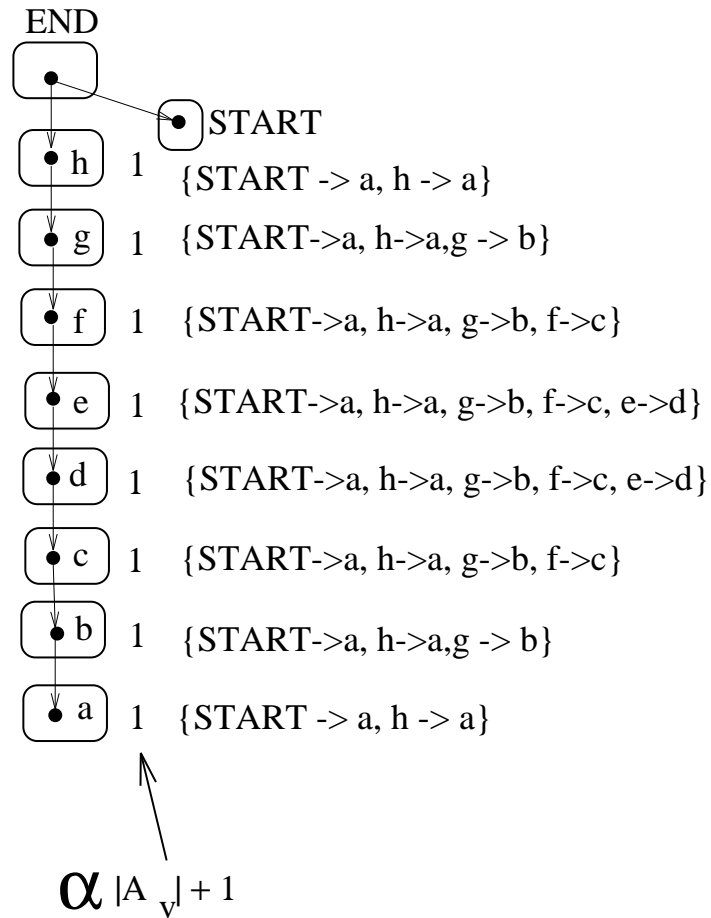 END
START
h 1 {START -> a, h -> a}
g 1 {START->a, h->a,g -> b}
f 1 {START->a, h->a, g->b, f->c}
e 1 {START->a, h->a, g->b, f->c, e->d}
d 1 {START->a, h->a, g->b, f->c, e->d}
c 1 {START->a, h->a, g->b, f->c}
b 1 {START->a, h->a,g -> b}
a 1 {START -> a, h -> a}
α |A v| + 1